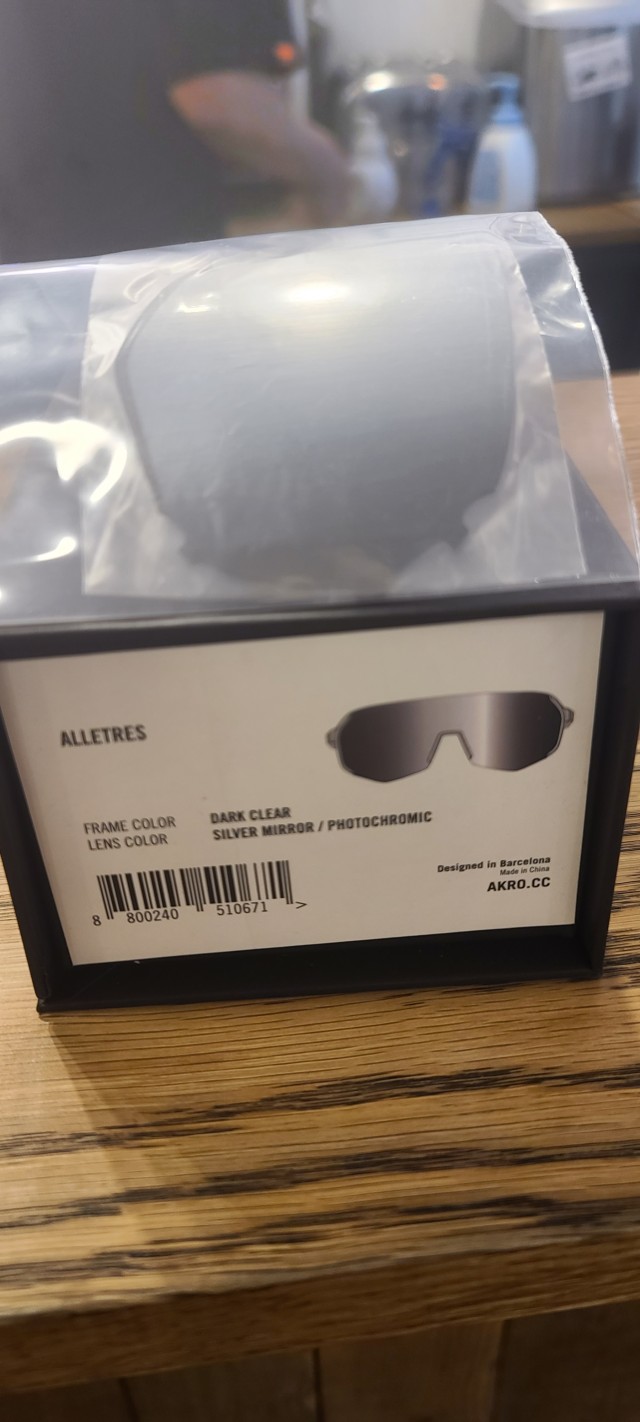 ALLETRES
FRAME COLOR DARK CLEAR
LENS COLOR SILVER MIRROR / PHOTOCHROMIC
Designed in Barcelona
Made in China
AKRO.CC
8 800240 510671 >